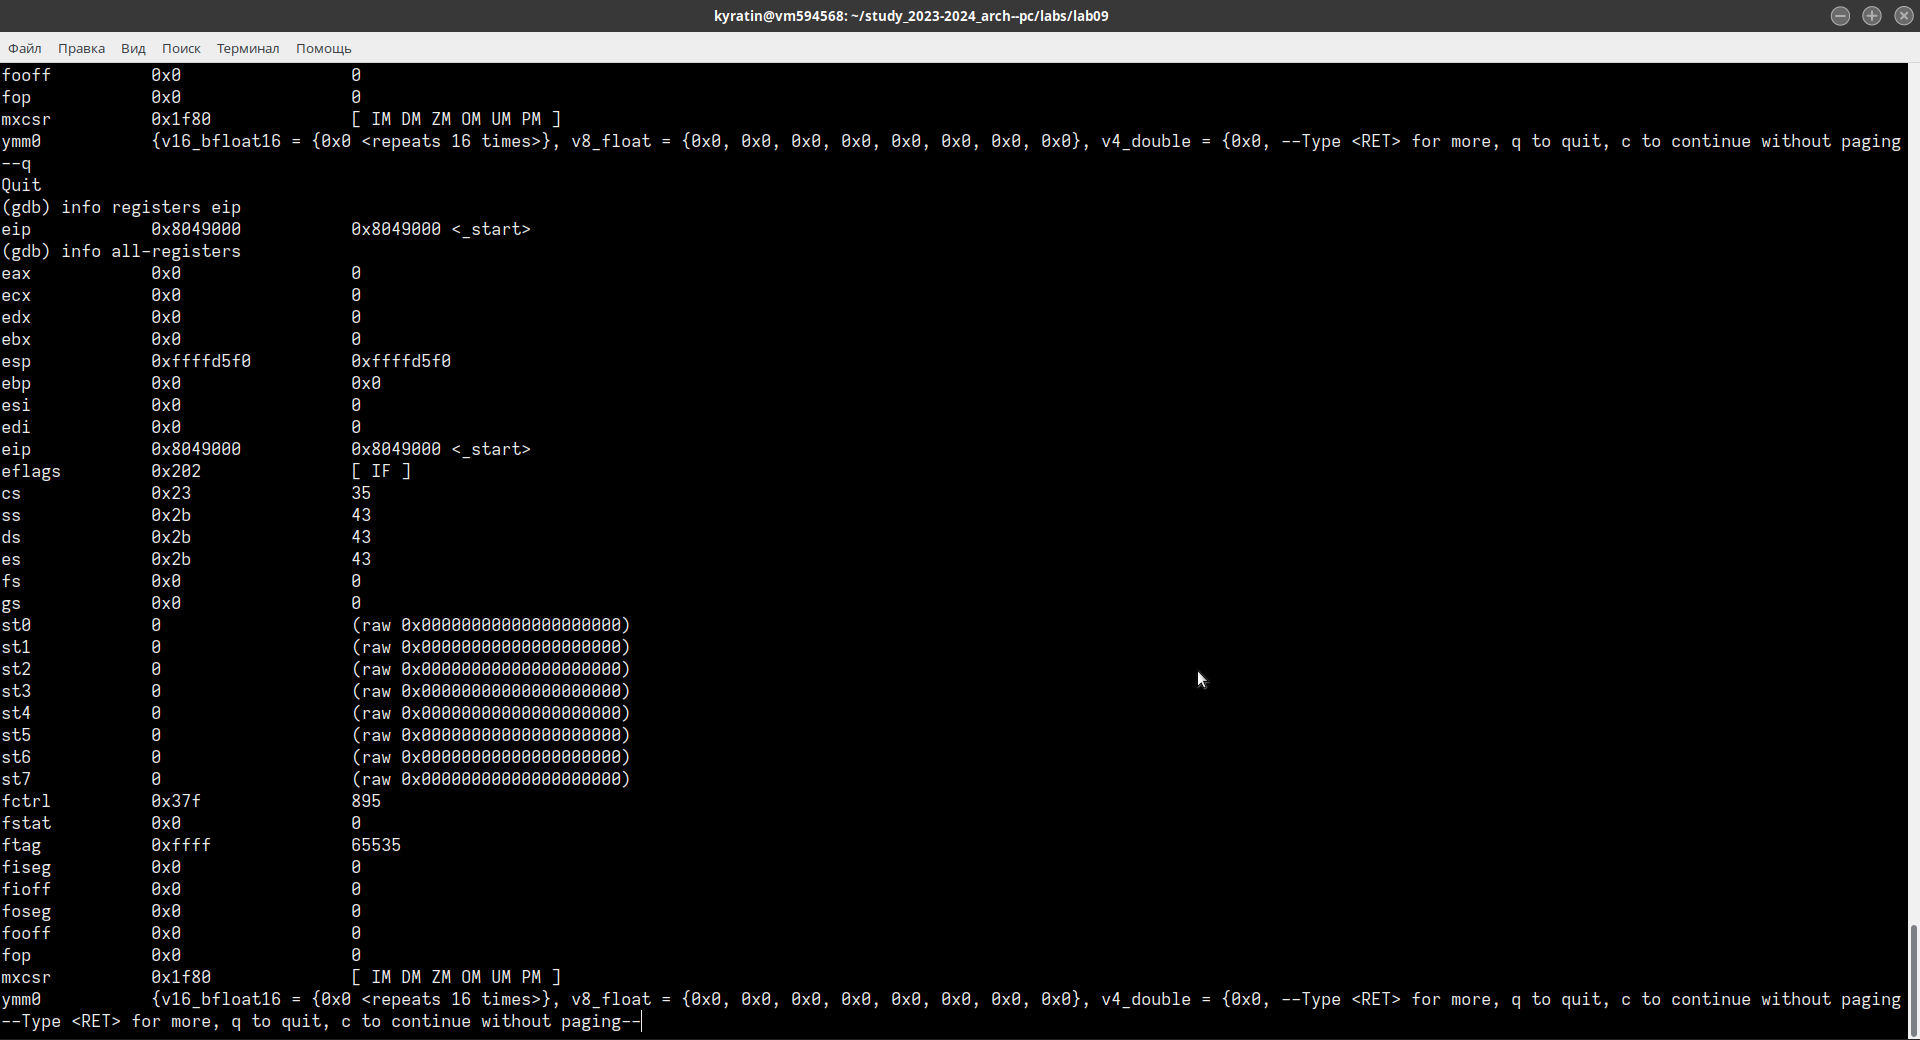 kyratin@vm594568: ~/study_2023-2024_arch--pc/labs/lab09
Файл Правка Вид Поиск Терминал Помощь
fooff 0x0 0
fop 0x0 0
mxcsr 0x1f80 [ IM DM ZM OM UM PM ]
ymm0 {v16_bfloat16 = {0x0 <repeats 16 times>}, v8_float = {0x0, 0x0, 0x0, 0x0, 0x0, 0x0, 0x0, 0x0}, v4_double = {0x0, --Type <RET> for more, q to quit, c to continue without paging
--q
Quit
(gdb) info registers eip
eip 0x8049000 0x8049000 <_start>
(gdb) info all-registers
eax 0x0 0
ecx 0x0 0
edx 0x0 0
ebx 0x0 0
esp 0xffffd5f0 0xffffd5f0
ebp 0x0 0x0
esi 0x0 0
edi 0x0 0
eip 0x8049000 0x8049000 <_start>
eflags 0x202 [ IF ]
cs 0x23 35
ss 0x2b 43
ds 0x2b 43
es 0x2b 43
fs 0x0 0
gs 0x0 0
st0 0 (raw 0x00000000000000000000)
st1 0 (raw 0x00000000000000000000)
st2 0 (raw 0x00000000000000000000)
st3 0 (raw 0x00000000000000000000)
st4 0 (raw 0x00000000000000000000)
st5 0 (raw 0x00000000000000000000)
st6 0 (raw 0x00000000000000000000)
st7 0 (raw 0x00000000000000000000)
fctrl 0x37f 895
fstat 0x0 0
ftag 0xffff 65535
fiseg 0x0 0
fioff 0x0 0
foseg 0x0 0
fooff 0x0 0
fop 0x0 0
mxcsr 0x1f80 [ IM DM ZM OM UM PM ]
ymm0 {v16_bfloat16 = {0x0 <repeats 16 times>}, v8_float = {0x0, 0x0, 0x0, 0x0, 0x0, 0x0, 0x0, 0x0}, v4_double = {0x0, --Type <RET> for more, q to quit, c to continue without paging
--Type <RET> for more, q to quit, c to continue without paging--